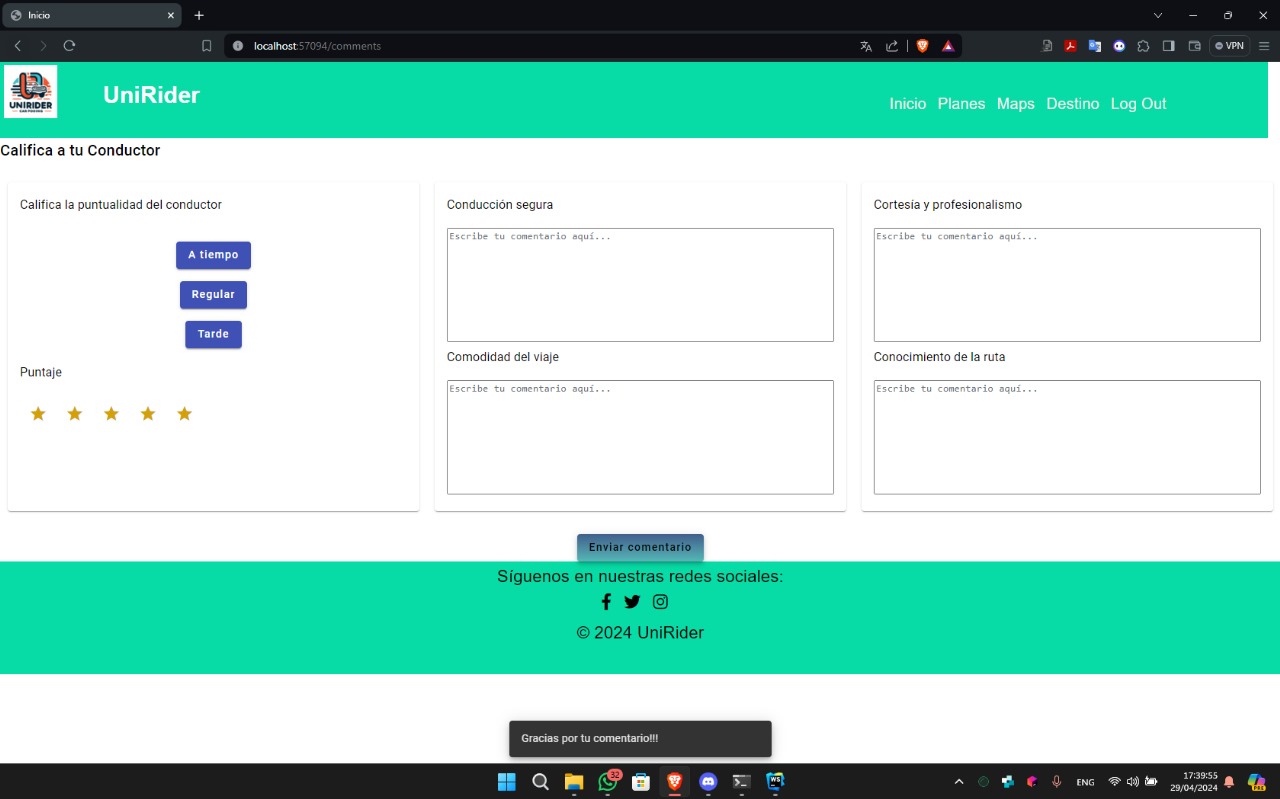 Inicio
localhost:57094/comments
VPN
UNIRIDER
UniRider
Inicio Planes Maps Destino Log Out
Califica a tu Conductor
Califica la puntualidad del conductor
A tiempo
Regular
Tarde
Puntaje
Conducción segura
Escribe tu comentario aquí...
Comodidad del viaje
Escribe tu comentario aquí...
Cortesía y profesionalismo
Escribe tu comentario aquí...
Conocimiento de la ruta
Escribe tu comentario aquí...
Enviar comentario
Síguenos en nuestras redes sociales:
© 2024 UniRider
Gracias por tu comentario!!!
32
WS
ENG
17:39:55
29/04/2024
PRE